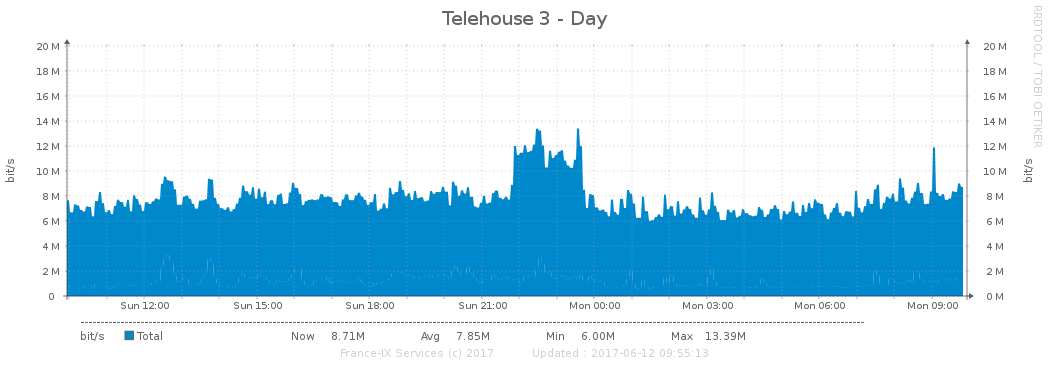 Telehouse 3 - Day
RRDTOOL / TOBI OETIKER
20 M 20 M
18 M 18 M
16 M 16 M
14 M 14 M
12 M 12 M
10 M 10 M
8 M 8 M
6 M 6 M
4 M 4 M
2 M 2 M
0 0 M
bit/s
bit/s
Sun 12:00 Sun 15:00 Sun 18:00 Sun 21:00 Mon 00:00 Mon 03:00 Mon 06:00 Mon 09:00
bit/s Total Now 8.71M Avg 7.85M Min 6.00M Max 13.39M
France-IX Services (c) 2017 Updated : 2017-06-12 09:55:13